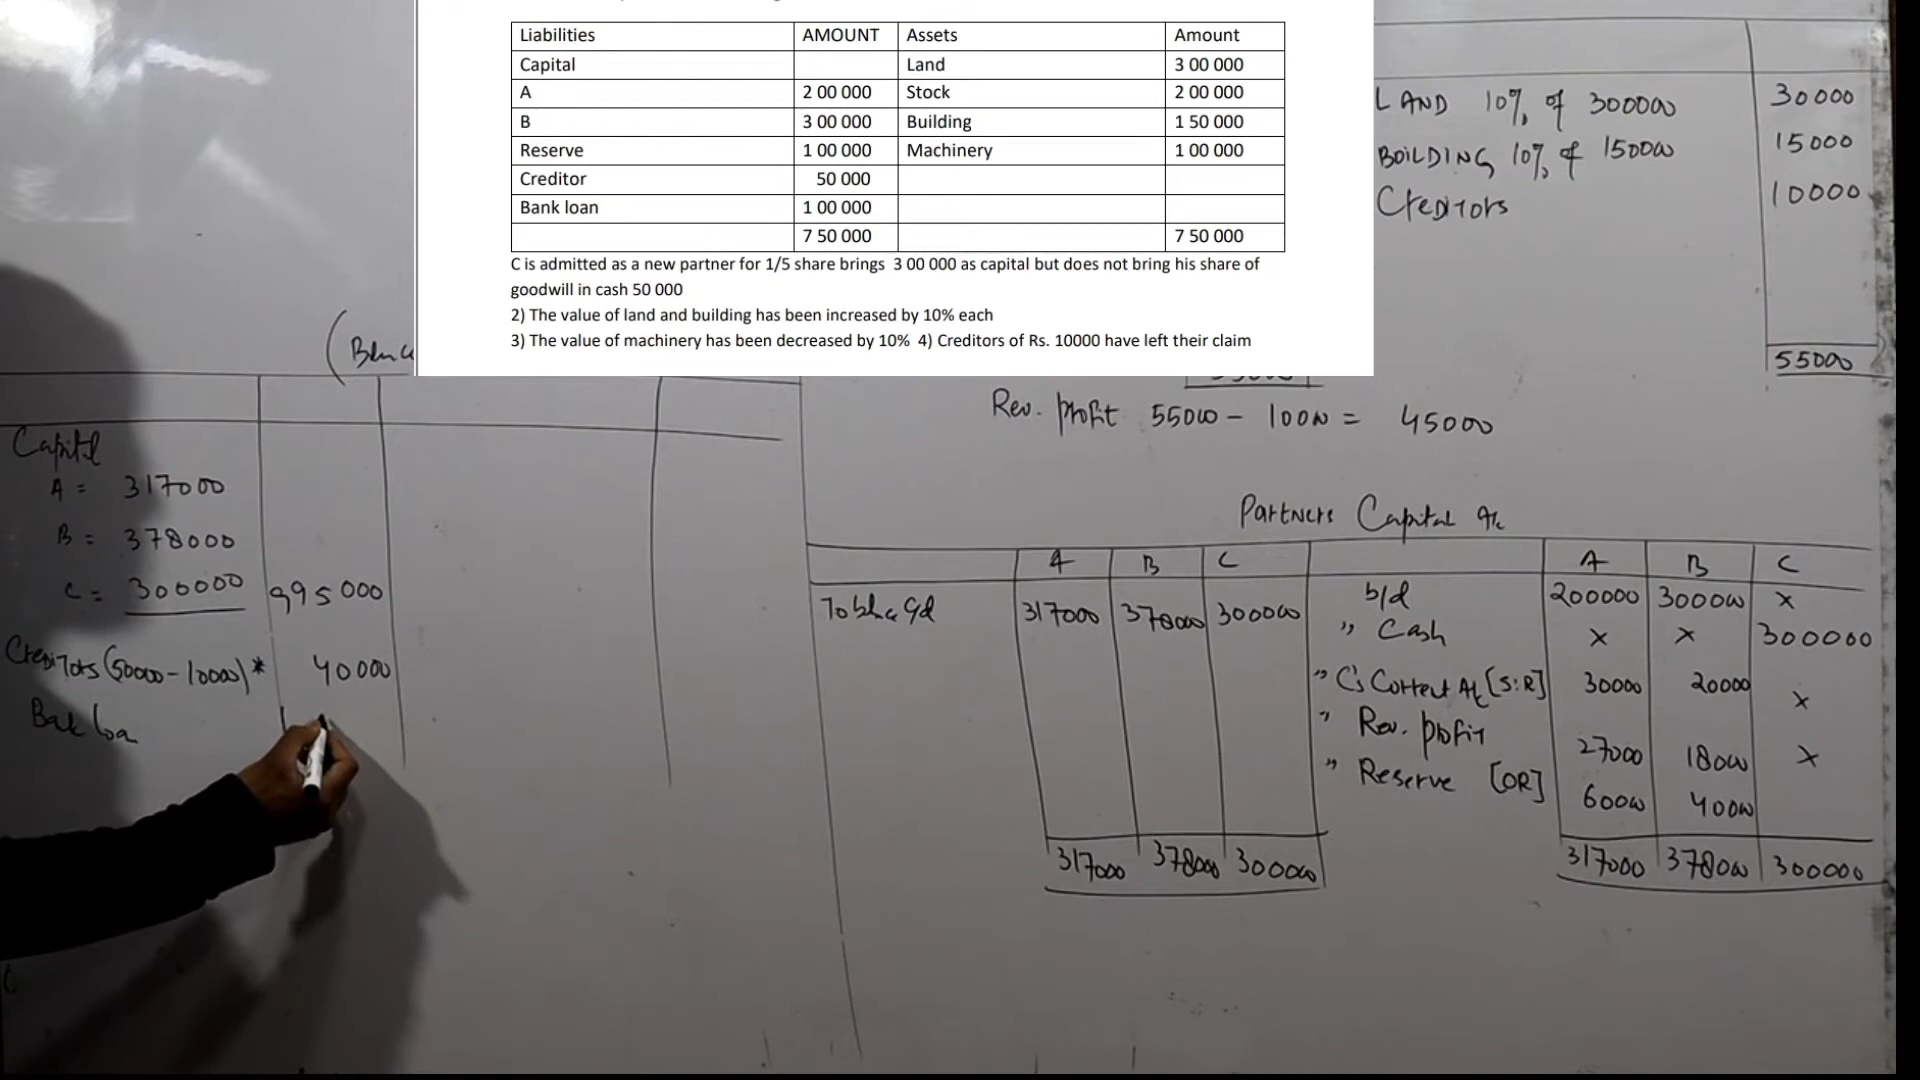 Liabilities AMOUNT Assets Amount
Capital Land 3 00 000
A 2 00 000 Stock 2 00 000
B 3 00 000 Building 1 50 000
Reserve 1 00 000 Machinery 1 00 000
Creditor 50 000
Bank loan 1 00 000
7 50 000 7 50 000
C is admitted as a new partner for 1/5 share brings 3 00 000 as capital but does not bring his share of
goodwill in cash 50 000
2) The value of land and building has been increased by 10% each
3) The value of machinery has been decreased by 10% 4) Creditors of Rs. 10000 have left their claim
LAND 10% of 300000 30000
BUILDING 10% of 150000 15000
Creditors 10000
55000
Rev. profit 55000 - 10000 = 45000
Capital
A = 317000
B = 378000
C = 300000 995000
Creditors (50000-10000)* 40000
Partners Capital A/c
A B C A B C
To blnc c/d 317000 378000 300000 b/d 200000 300000 x
" Cash x x 300000
" C's Current A/c [S:R] 30000 20000 x
" Rev. profit 27000 18000 x
" Reserve [OR] 60000 40000
317000 378000 300000 317000 378000 300000